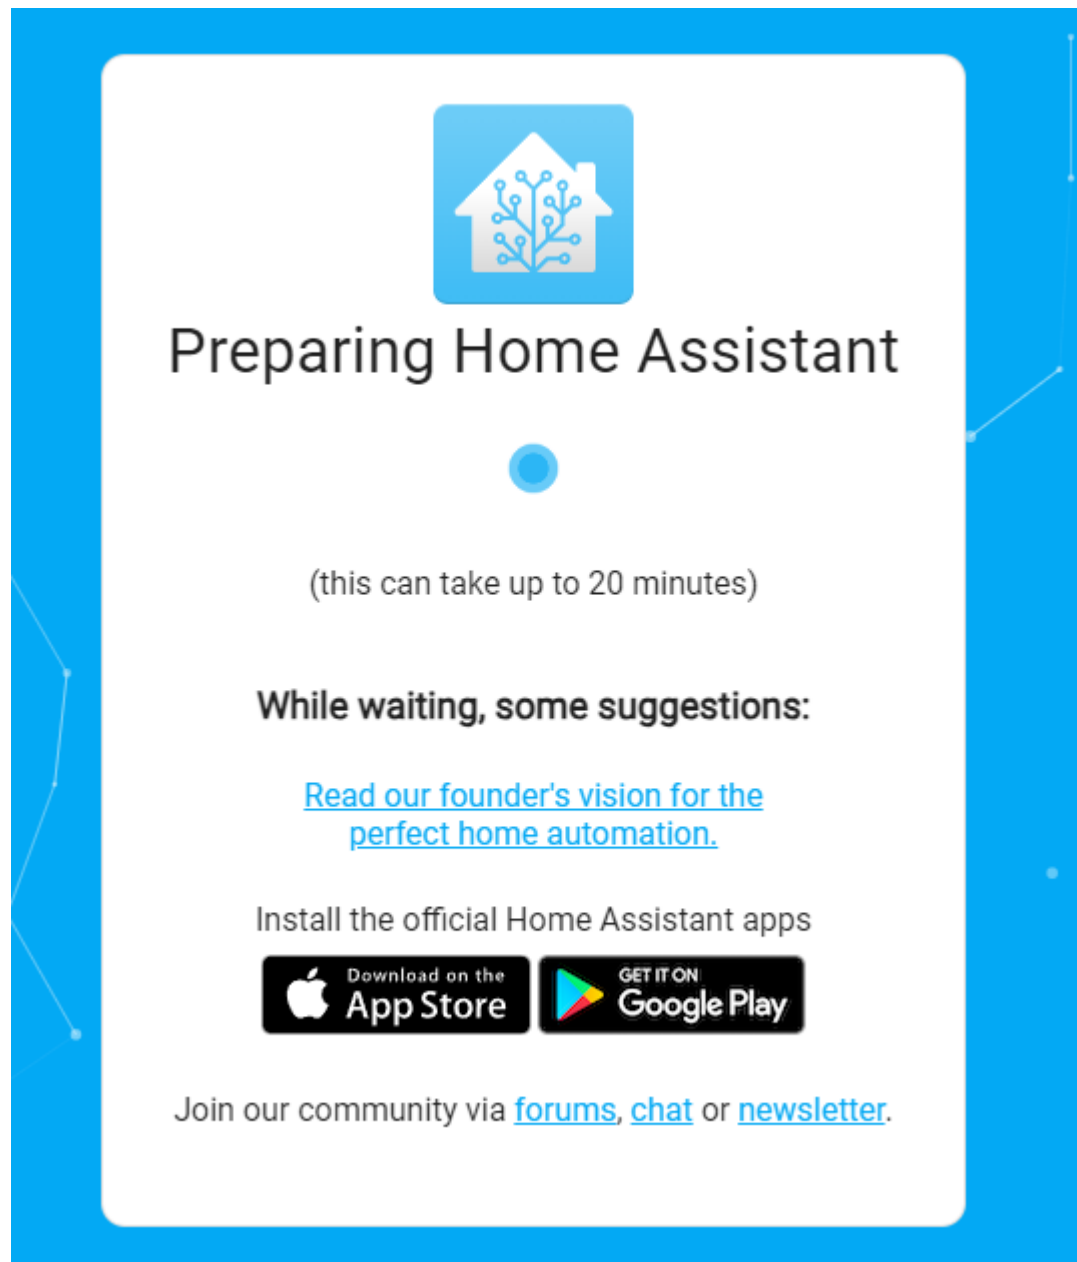 Preparing Home Assistant
(this can take up to 20 minutes)
While waiting, some suggestions:
Read our founder's vision for the
perfect home automation.
Install the official Home Assistant apps
Download on the
App Store
GET IT ON
Google Play
Join our community via forums, chat or newsletter.